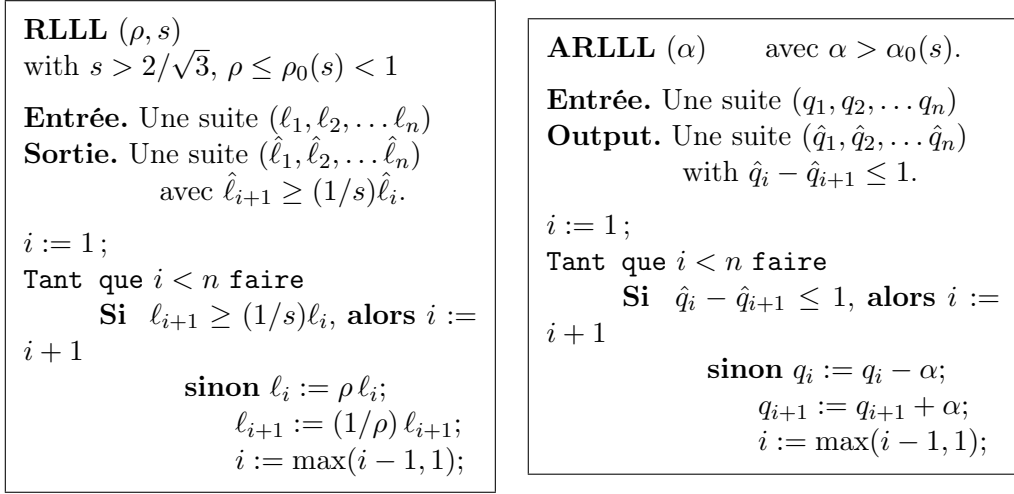 RLLL (ρ, s)
with s > 2/√3, ρ ≤ ρ₀(s) < 1
Entrée. Une suite (ℓ₁, ℓ₂, . . . ℓₙ)
Sortie. Une suite (ℓ̂₁, ℓ̂₂, . . . ℓ̂ₙ)
avec ℓ̂ᵢ₊₁ ≥ (1/s)ℓ̂ᵢ.
i := 1 ;
Tant que i < n faire
Si ℓᵢ₊₁ ≥ (1/s)ℓᵢ, alors i :=
i + 1
sinon ℓᵢ := ρ ℓᵢ;
ℓᵢ₊₁ := (1/ρ) ℓᵢ₊₁;
i := max(i − 1, 1);
ARLLL (α) avec α > α₀(s).
Entrée. Une suite (q₁, q₂, . . . qₙ)
Output. Une suite (q̂₁, q̂₂, . . . q̂ₙ)
with q̂ᵢ − q̂ᵢ₊₁ ≤ 1.
i := 1 ;
Tant que i < n faire
Si q̂ᵢ − q̂ᵢ₊₁ ≤ 1, alors i :=
i + 1
sinon qᵢ := qᵢ − α;
qᵢ₊₁ := qᵢ₊₁ + α;
i := max(i − 1, 1);